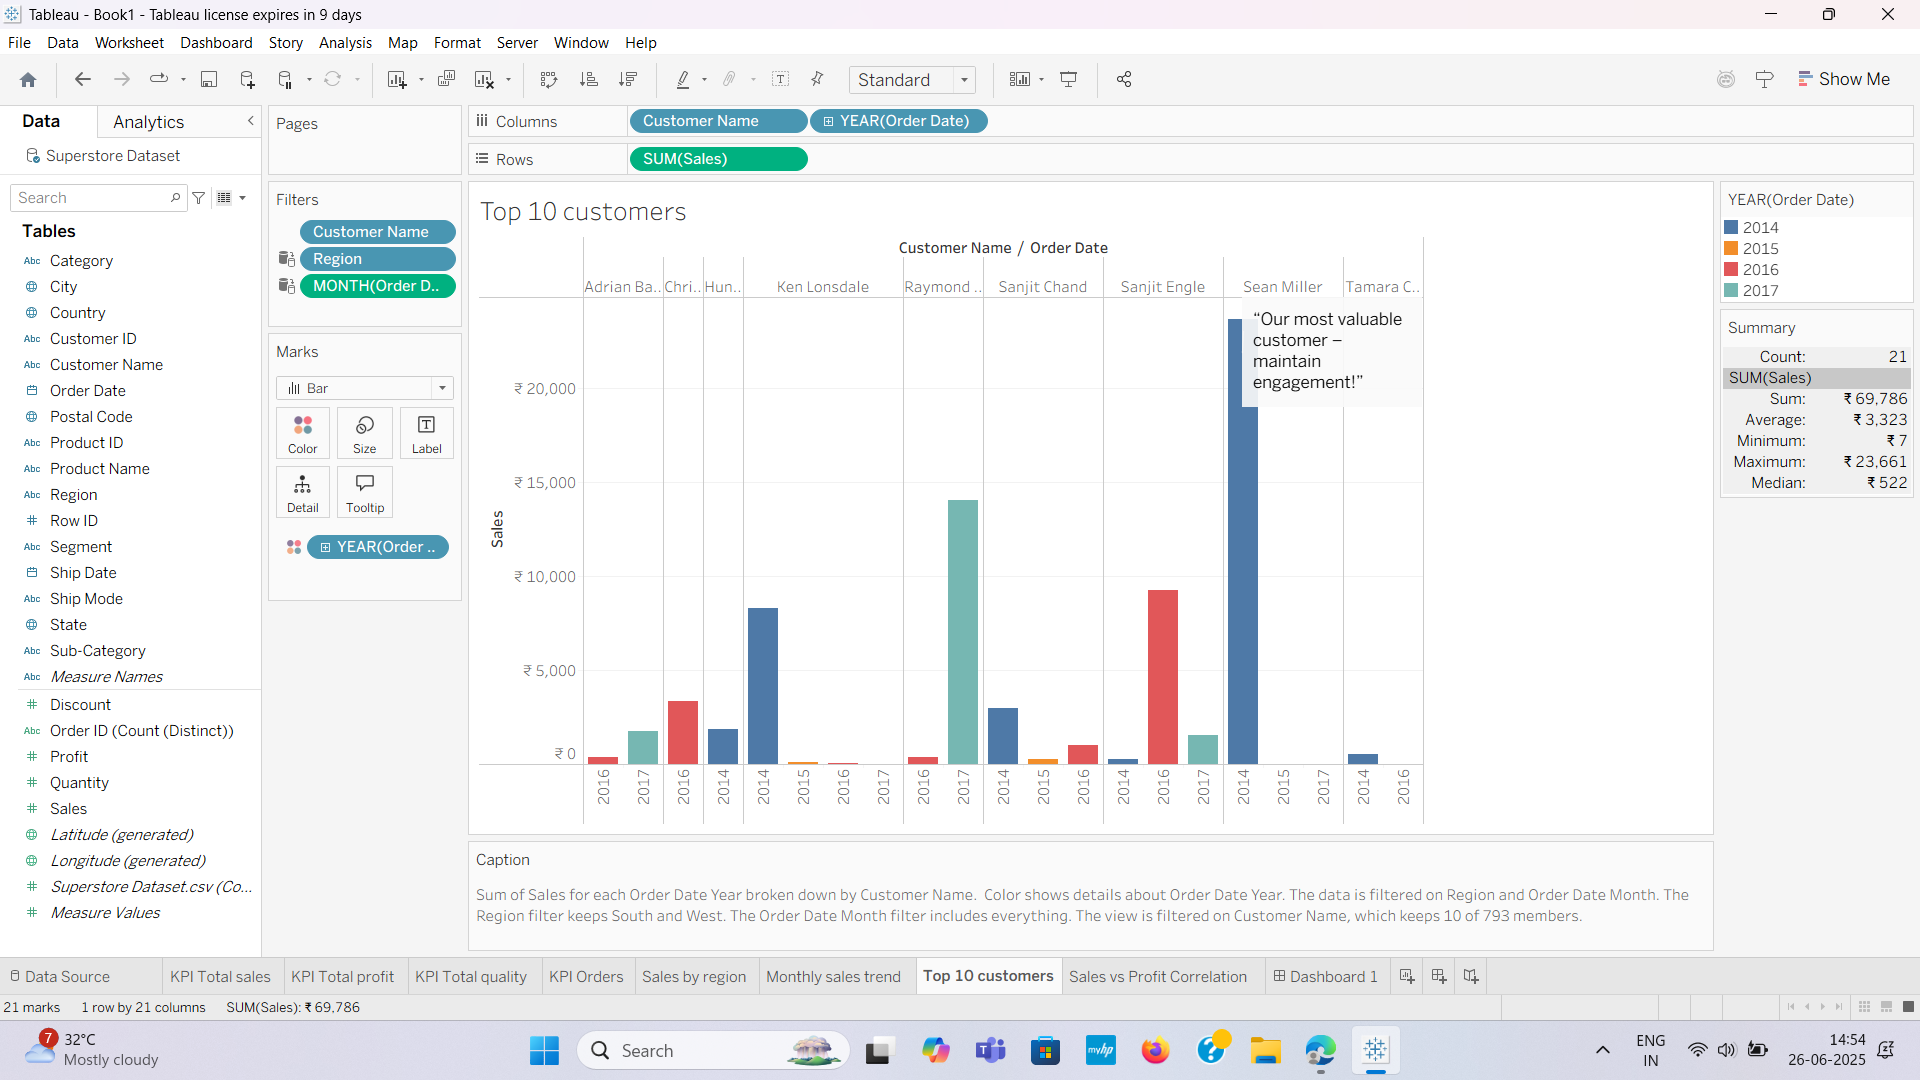 Tableau - Book1 - Tableau license expires in 9 days
File Data Worksheet Dashboard Story Analysis Map Format Server Window Help
Standard
Show Me
Data Analytics
Superstore Dataset
Search
Tables
Abc Category
City
Country
Abc Customer ID
Abc Customer Name
Order Date
Postal Code
Abc Product ID
Abc Product Name
Abc Region
# Row ID
Abc Segment
Ship Date
Abc Ship Mode
State
Abc Sub-Category
Abc Measure Names
# Discount
Abc Order ID (Count (Distinct))
# Profit
# Quantity
# Sales
Latitude (generated)
Longitude (generated)
# Superstore Dataset.csv (Co...
# Measure Values
Pages
Filters
Customer Name
Region
MONTH(Order D..
Marks
Bar
Color Size Label
Detail Tooltip
YEAR(Order ..
Columns Customer Name YEAR(Order Date)
Rows SUM(Sales)
Top 10 customers
Customer Name / Order Date
Adrian Ba.. Chri.. Hun.. Ken Lonsdale Raymond .. Sanjit Chand Sanjit Engle Sean Miller Tamara C..
“Our most valuable
customer –
maintain
engagement!”
Sales
₹ 20,000
₹ 15,000
₹ 10,000
₹ 5,000
₹ 0
2016 2017 2016 2014 2014 2015 2016 2017 2016 2017 2014 2015 2016 2014 2016 2017 2014 2015 2017 2014 2016
YEAR(Order Date)
2014
2015
2016
2017
Summary
Count: 21
SUM(Sales)
Sum: ₹ 69,786
Average: ₹ 3,323
Minimum: ₹ 7
Maximum: ₹ 23,661
Median: ₹ 522
Caption
Sum of Sales for each Order Date Year broken down by Customer Name. Color shows details about Order Date Year. The data is filtered on Region and Order Date Month. The
Region filter keeps South and West. The Order Date Month filter includes everything. The view is filtered on Customer Name, which keeps 10 of 793 members.
Data Source KPI Total sales KPI Total profit KPI Total quality KPI Orders Sales by region Monthly sales trend Top 10 customers Sales vs Profit Correlation Dashboard 1
21 marks 1 row by 21 columns SUM(Sales): ₹ 69,786
7
32°C
Mostly cloudy
Search
myhp
ENG
IN
14:54
26-06-2025